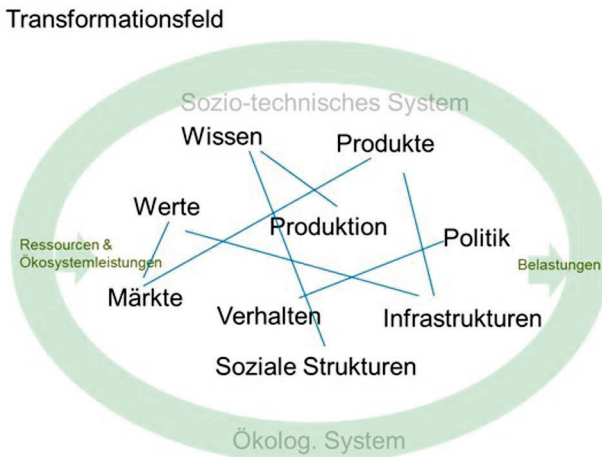 Transformationsfeld
Sozio-technisches System
Wissen
Produkte
Werte
Produktion
Politik
Ressourcen &
Ökosystemleistungen
Belastungen
Märkte
Verhalten
Infrastrukturen
Soziale Strukturen
Ökolog. System